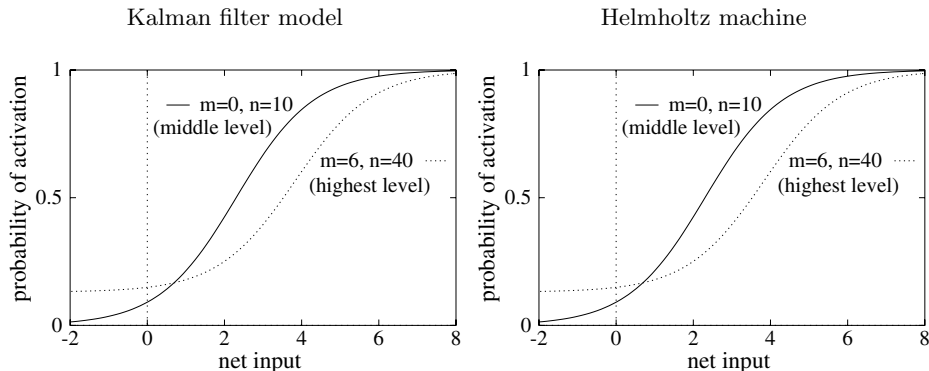 Kalman filter model
probability of activation
1
0.5
0
— m=0, n=10
(middle level)
m=6, n=40
(highest level)
-2 0 2 4 6 8
net input
Helmholtz machine
probability of activation
1
0.5
0
— m=0, n=10
(middle level)
m=6, n=40
(highest level)
-2 0 2 4 6 8
net input